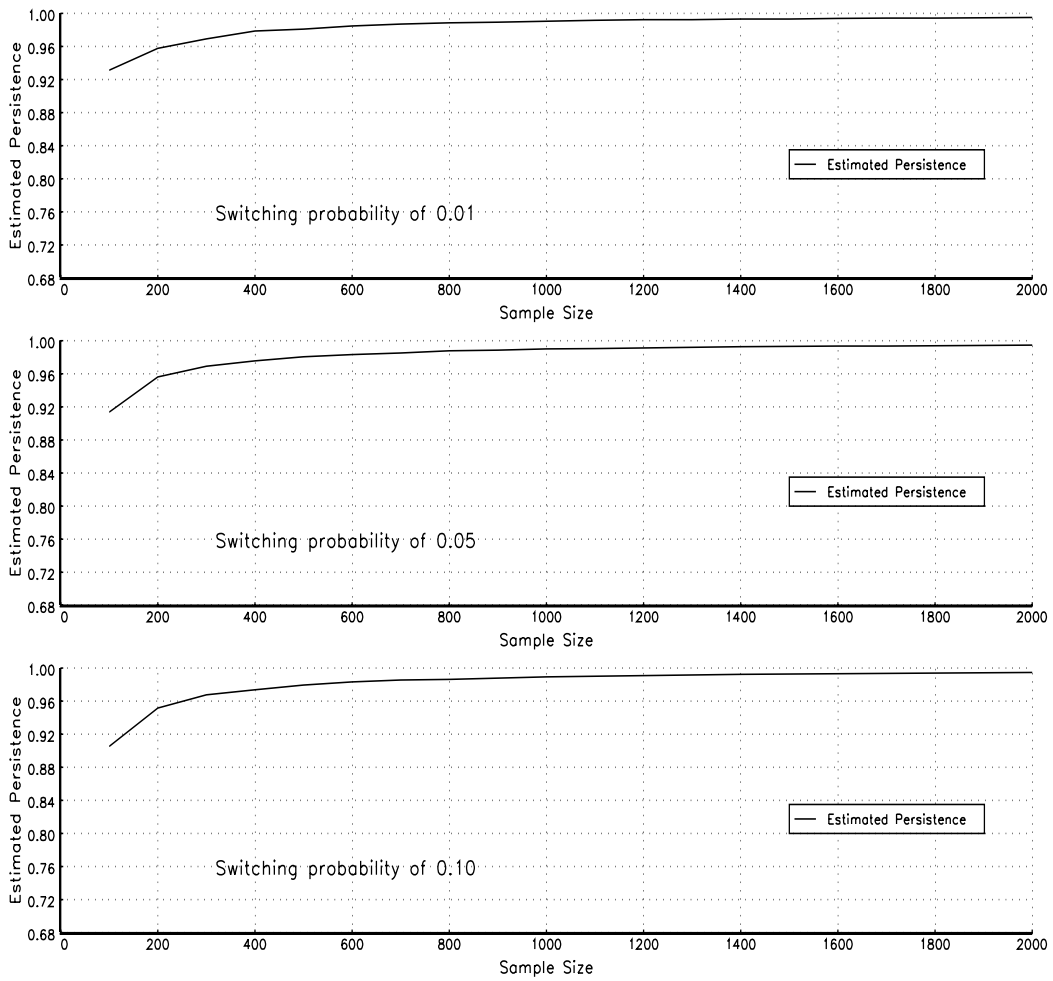 Estimated Persistence
1.00
0.96
0.92
0.88
0.84
0.80
0.76
0.72
0.68
Estimated Persistence
Switching probability of 0.01
0 200 400 600 800 1000 1200 1400 1600 1800 2000
Sample Size
Estimated Persistence
1.00
0.96
0.92
0.88
0.84
0.80
0.76
0.72
0.68
Estimated Persistence
Switching probability of 0.05
0 200 400 600 800 1000 1200 1400 1600 1800 2000
Sample Size
Estimated Persistence
1.00
0.96
0.92
0.88
0.84
0.80
0.76
0.72
0.68
Estimated Persistence
Switching probability of 0.10
0 200 400 600 800 1000 1200 1400 1600 1800 2000
Sample Size